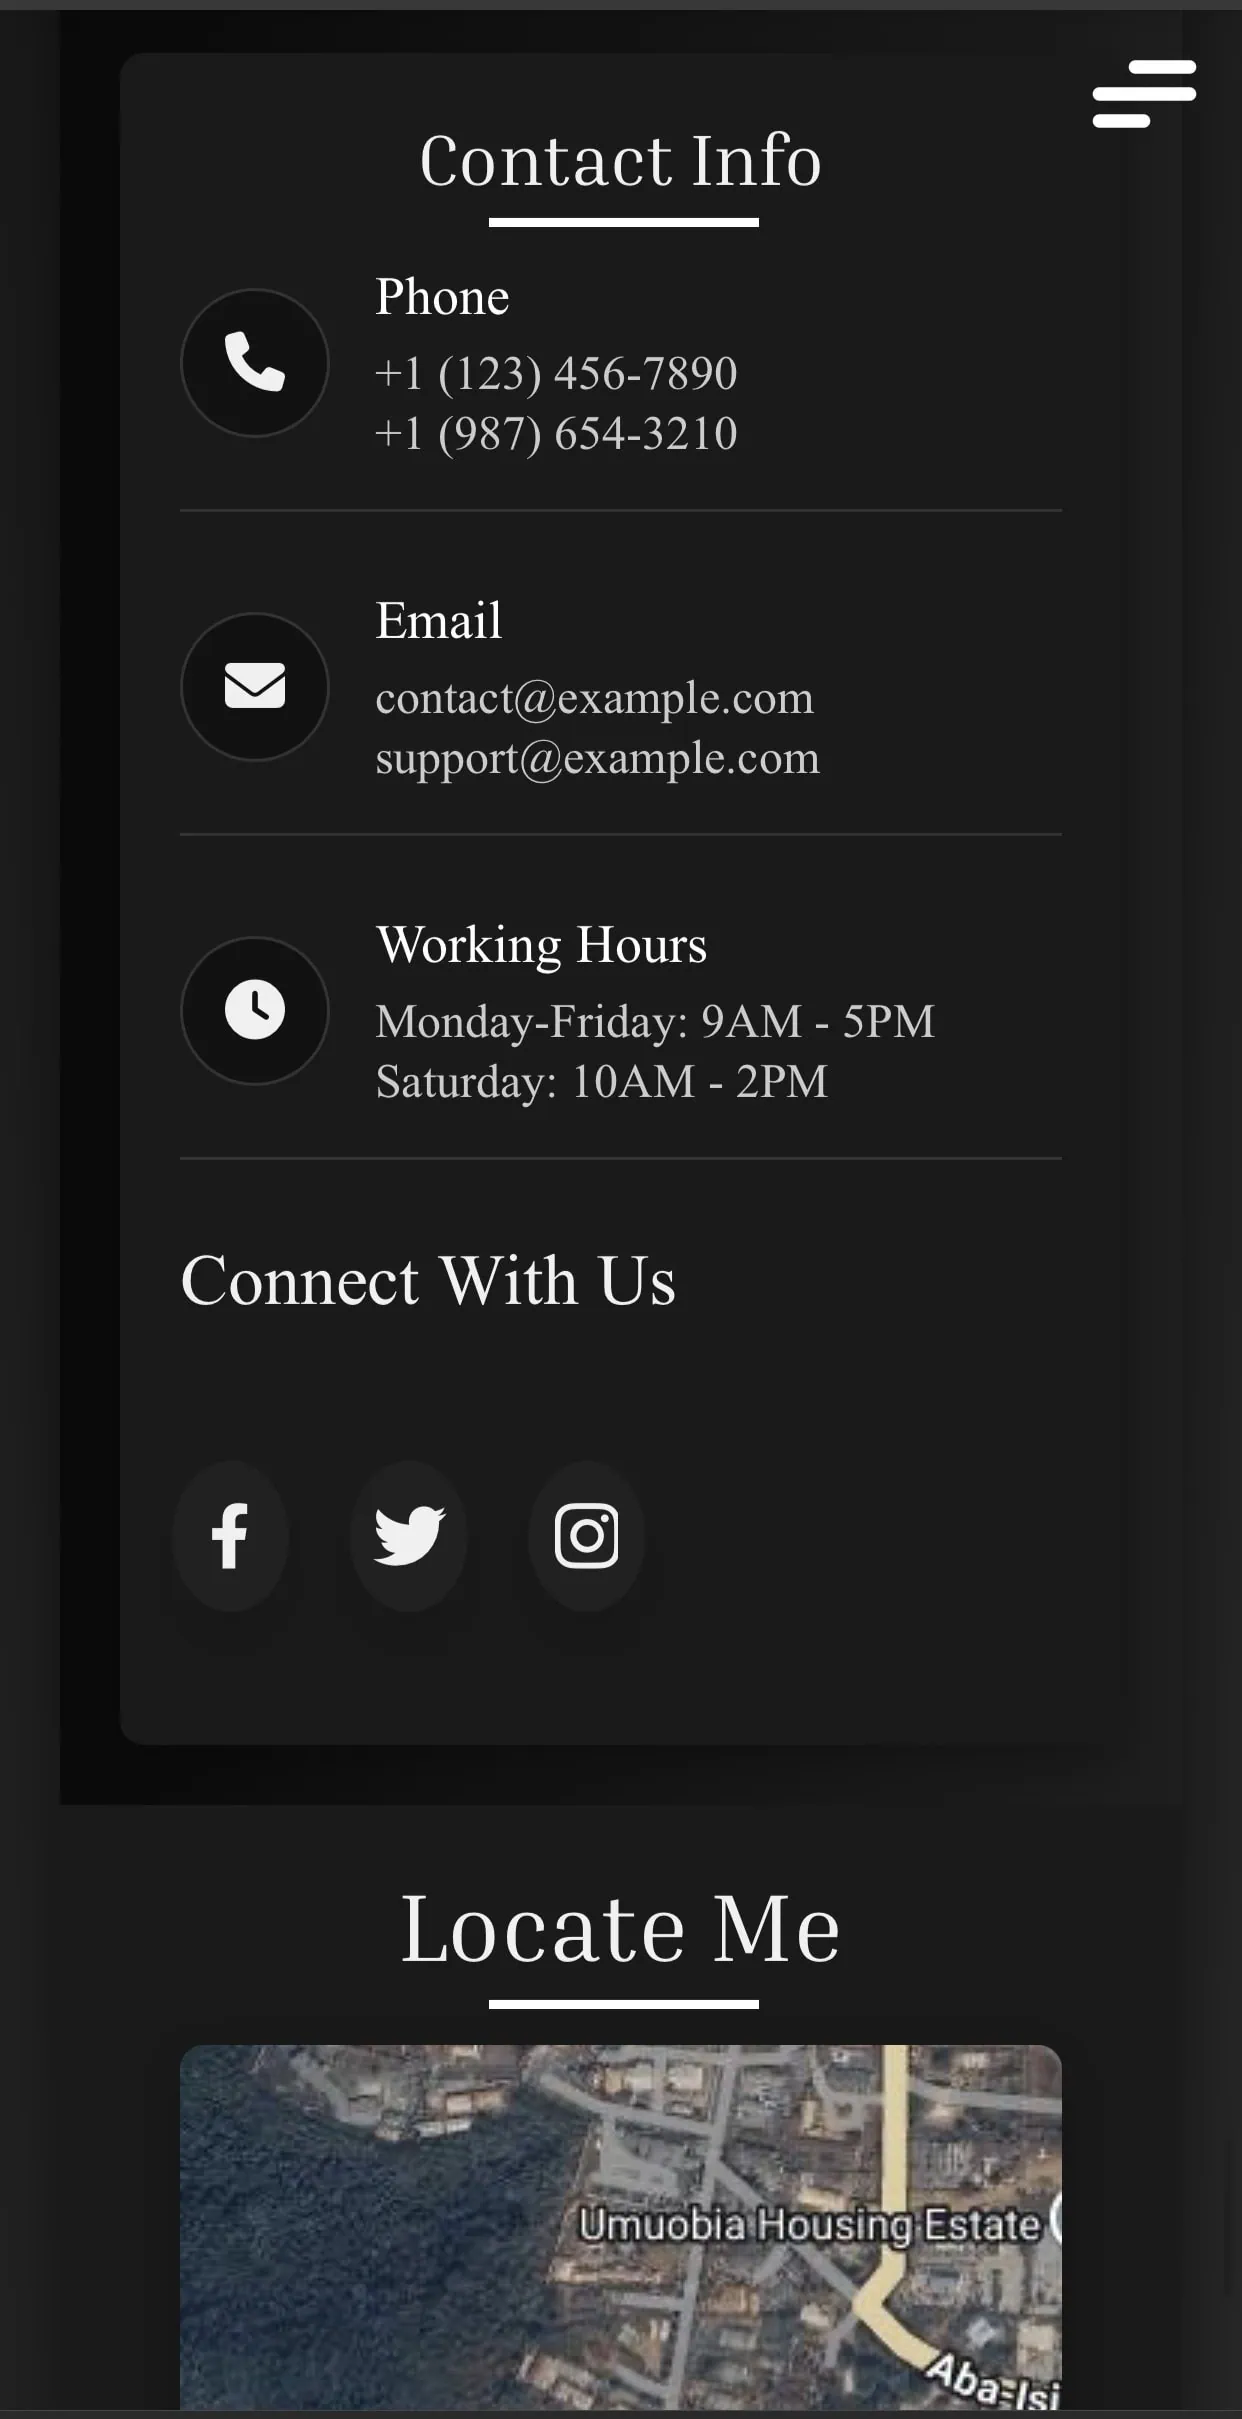 Contact Info
Phone
+1 (123) 456-7890
+1 (987) 654-3210
Email
contact@example.com
support@example.com
Working Hours
Monday-Friday: 9AM - 5PM
Saturday: 10AM - 2PM
Connect With Us
Locate Me
Umuobia Housing Estate
Aba-Isi